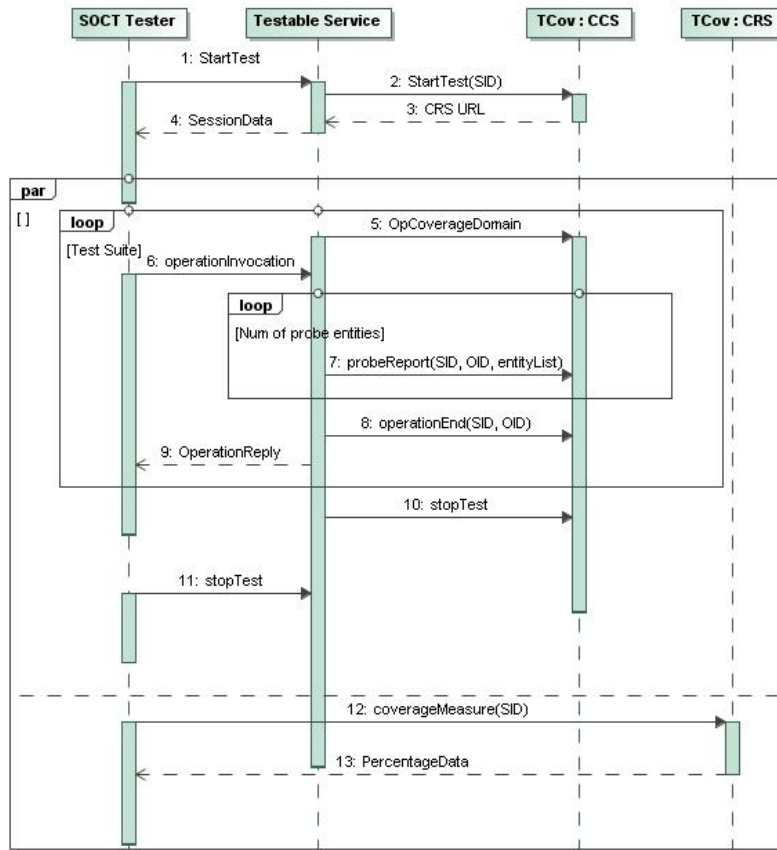 SOCT Tester
Testable Service
TCov : CCS
TCov : CRS
1: StartTest
2: StartTest(SID)
3: CRS URL
4: SessionData
par
[ ]
loop
[Test Suite]
5: OpCoverageDomain
6: operationInvocation
loop
[Num of probe entities]
7: probeReport(SID, OID, entityList)
8: operationEnd(SID, OID)
9: OperationReply
10: stopTest
11: stopTest
12: coverageMeasure(SID)
13: PercentageData